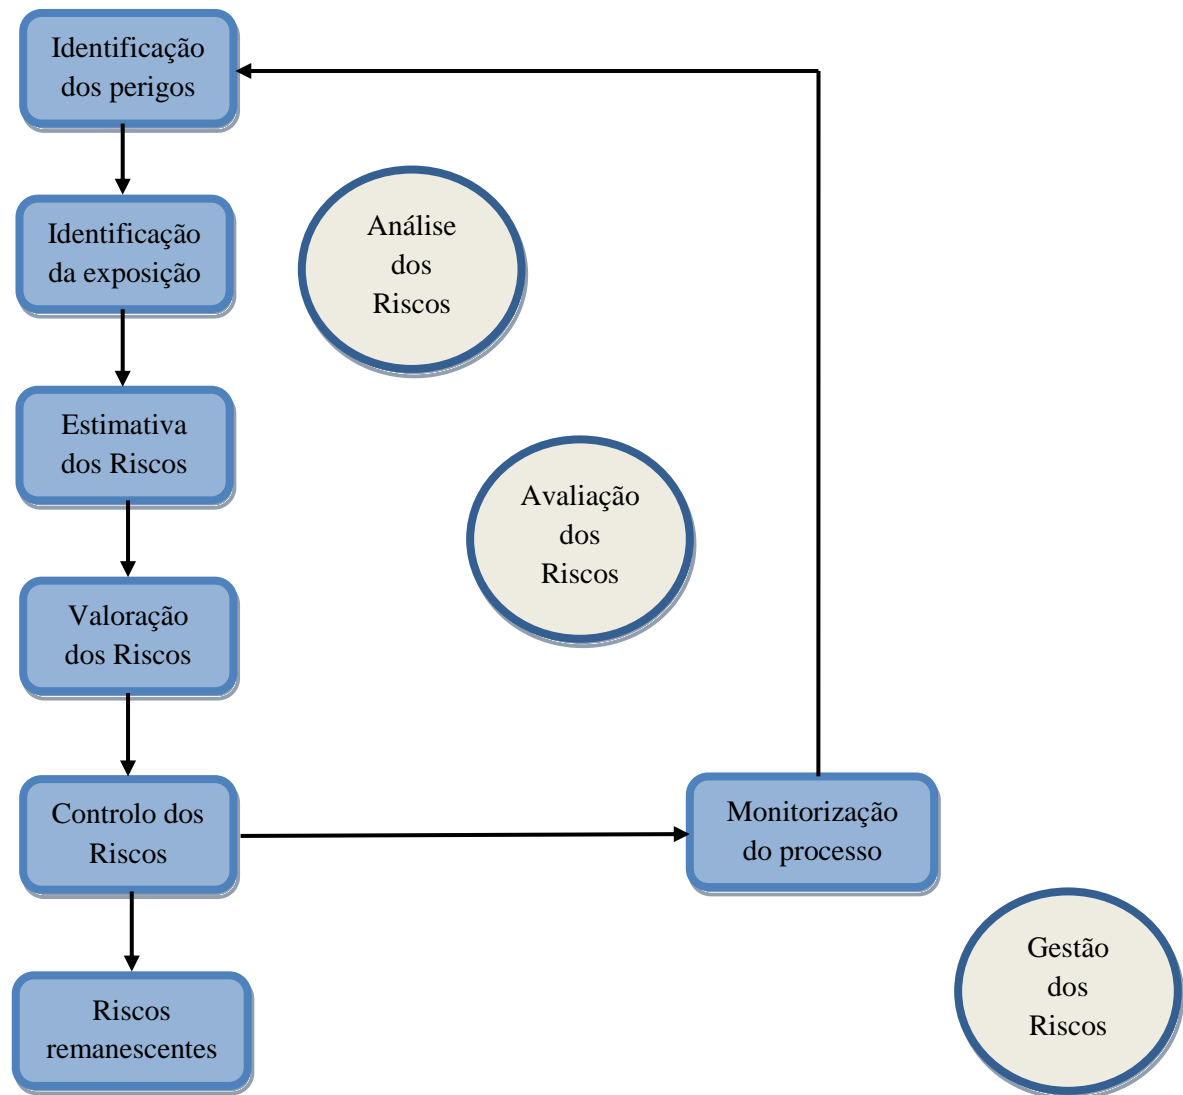 Identificação
dos perigos
Identificação
da exposição
Análise
dos
Riscos
Estimativa
dos Riscos
Avaliação
dos
Riscos
Valoração
dos Riscos
Controlo dos
Riscos
Monitorização
do processo
Riscos
remanescentes
Gestão
dos
Riscos